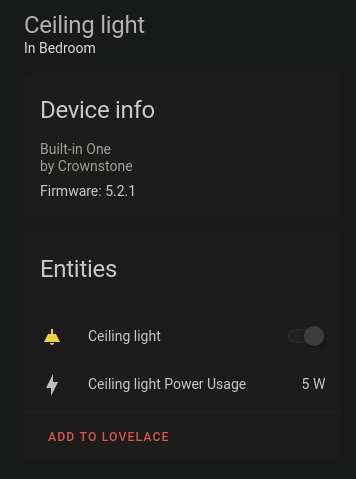 Ceiling light
In Bedroom
Device info
Built-in One
by Crownstone
Firmware: 5.2.1
Entities
Ceiling light
Ceiling light Power Usage 5 W
ADD TO LOVELACE